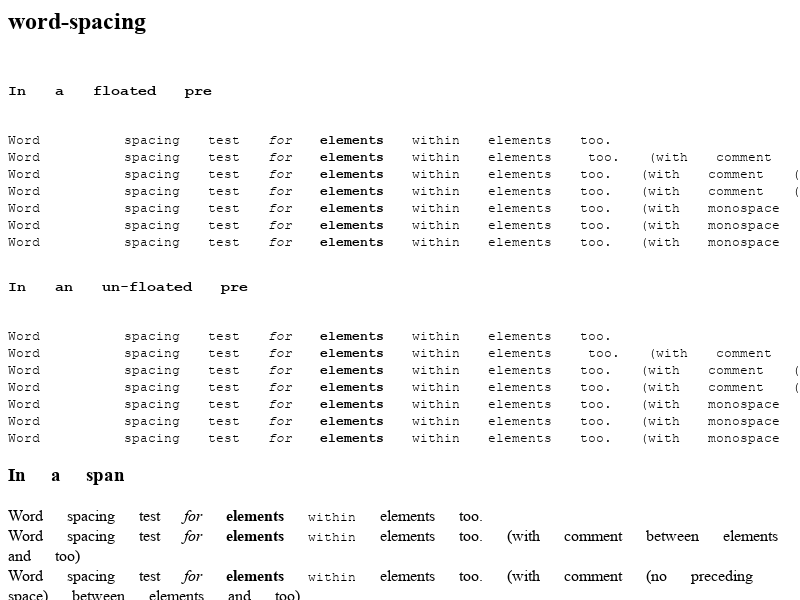 word-spacing
In a floated pre
Word spacing test for elements within elements too.
Word spacing test for elements within elements too. (with comment
Word spacing test for elements within elements too. (with comment (
Word spacing test for elements within elements too. (with comment (
Word spacing test for elements within elements too. (with monospace
Word spacing test for elements within elements too. (with monospace
Word spacing test for elements within elements too. (with monospace
In an un-floated pre
Word spacing test for elements within elements too.
Word spacing test for elements within elements too. (with comment
Word spacing test for elements within elements too. (with comment (
Word spacing test for elements within elements too. (with comment (
Word spacing test for elements within elements too. (with monospace
Word spacing test for elements within elements too. (with monospace
Word spacing test for elements within elements too. (with monospace
In a span
Word spacing test for elements within elements too.
Word spacing test for elements within elements too. (with comment between elements
and too)
Word spacing test for elements within elements too. (with comment (no preceding
space) between elements and too)